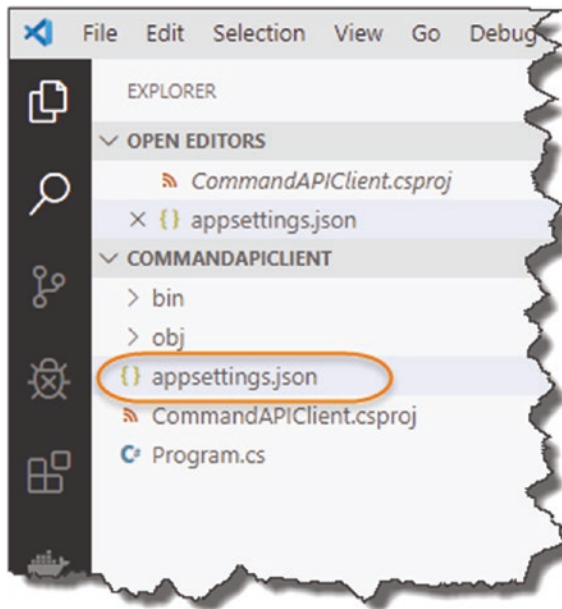 File Edit Selection View Go Debug
EXPLORER
OPEN EDITORS
CommandAPIClient.csproj
{} appsettings.json
COMMANDAPICLIENT
> bin
> obj
{} appsettings.json
CommandAPIClient.csproj
C# Program.cs